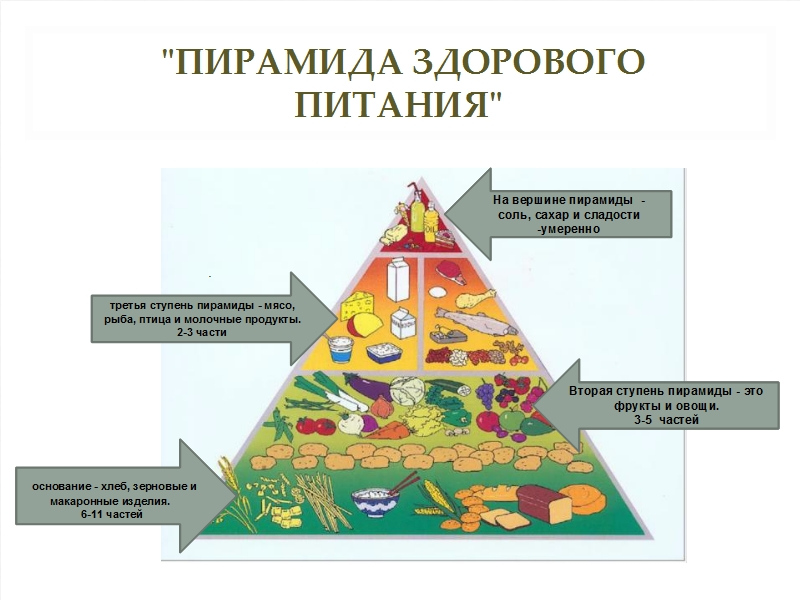 "ПИРАМИДА ЗДОРОВОГО
ПИТАНИЯ"
На вершине пирамиды -
соль, сахар и сладости
-умеренно
третья ступень пирамиды - мясо,
рыба, птица и молочные продукты.
2-3 части
Вторая ступень пирамиды - это
фрукты и овощи.
3-5 частей
основание - хлеб, зерновые и
макаронные изделия.
6-11 частей